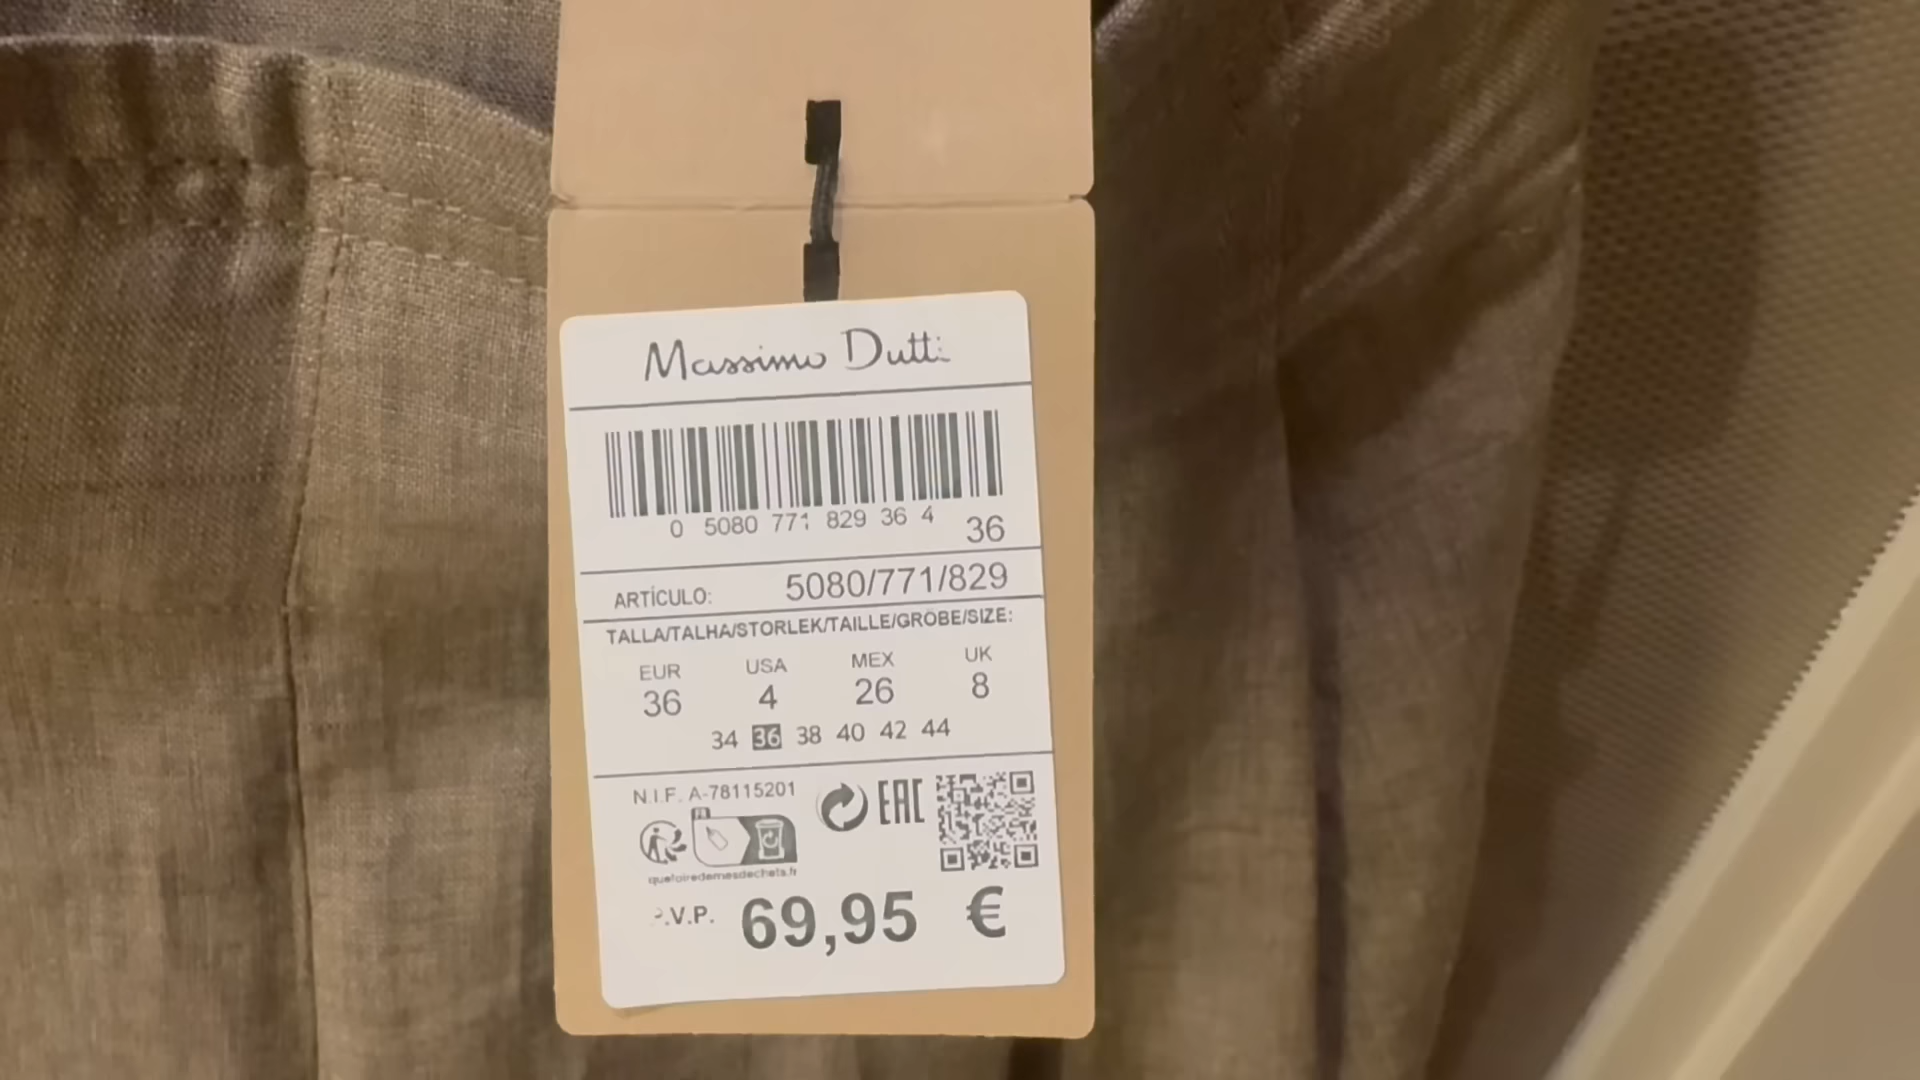 Massimo Dutti
0 5080 771 829 36 4
36
ARTÍCULO: 5080/771/829
TALLA/TALHA/STORLEK/TAILLE/GRÖBE/SIZE:
EUR USA MEX UK
36 4 26 8
34 36 38 40 42 44
N.I.F. A-78115201
EAC
FR
quefairedemesdechets.fr
P.V.P. 69,95 €